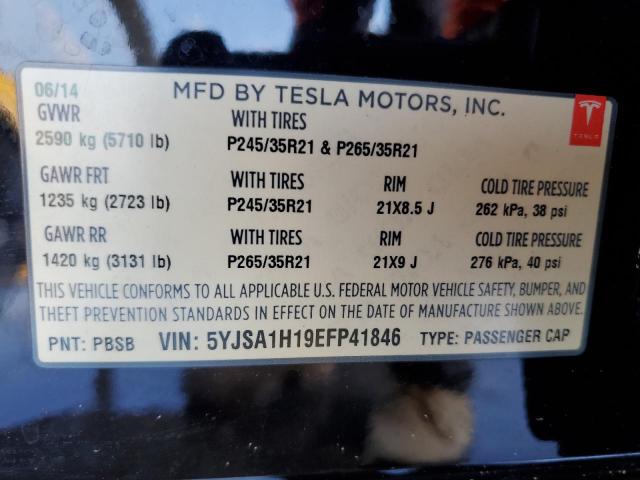 06/14 MFD BY TESLA MOTORS, INC.
GVWR WITH TIRES
2590 kg (5710 lb) P245/35R21 & P265/35R21
TESLA
GAWR FRT WITH TIRES RIM COLD TIRE PRESSURE
1235 kg (2723 lb) P245/35R21 21X8.5 J 262 kPa, 38 psi
GAWR RR WITH TIRES RIM COLD TIRE PRESSURE
1420 kg (3131 lb) P265/35R21 21X9 J 276 kPa, 40 psi
THIS VEHICLE CONFORMS TO ALL APPLICABLE U.S. FEDERAL MOTOR VEHICLE SAFETY, BUMPER, AND
THEFT PREVENTION STANDARDS IN EFFECT ON THE DATE OF MANUFACTURE SHOWN ABOVE.
PNT: PBSB VIN: 5YJSA1H19EFP41846 TYPE: PASSENGER CAP